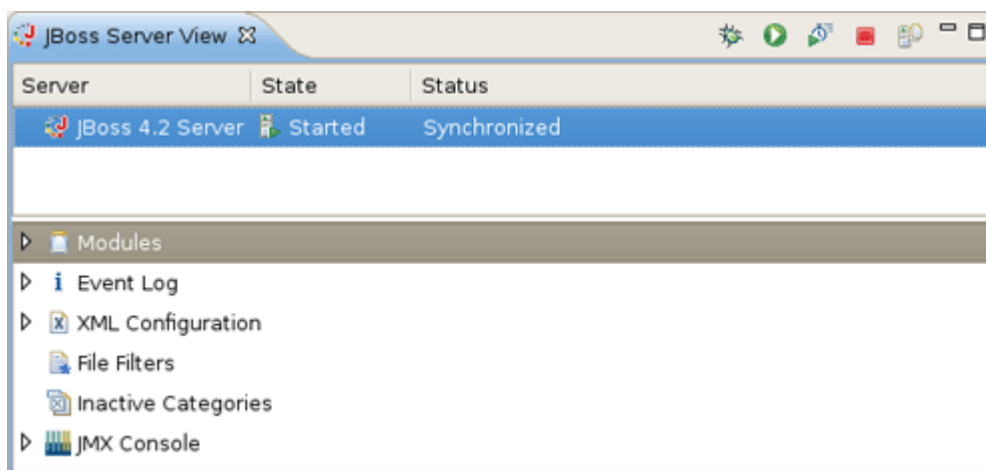 JBoss Server View
Server State Status
JBoss 4.2 Server Started Synchronized
Modules
Event Log
XML Configuration
File Filters
Inactive Categories
JMX Console